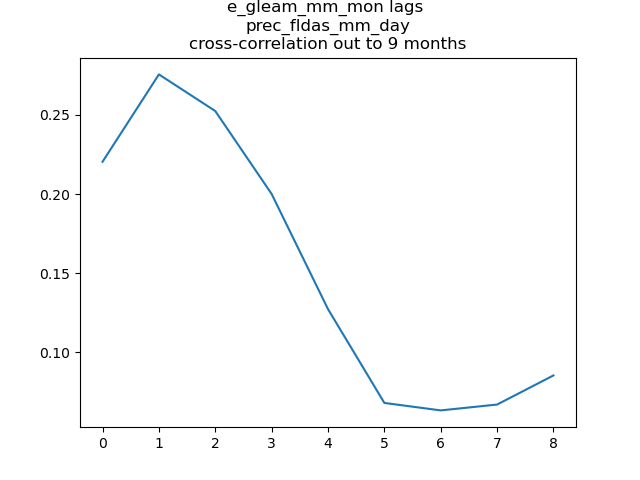 e_gleam_mm_mon lags
prec_fldas_mm_day
cross-correlation out to 9 months
0.25
0.20
0.15
0.10
0 1 2 3 4 5 6 7 8